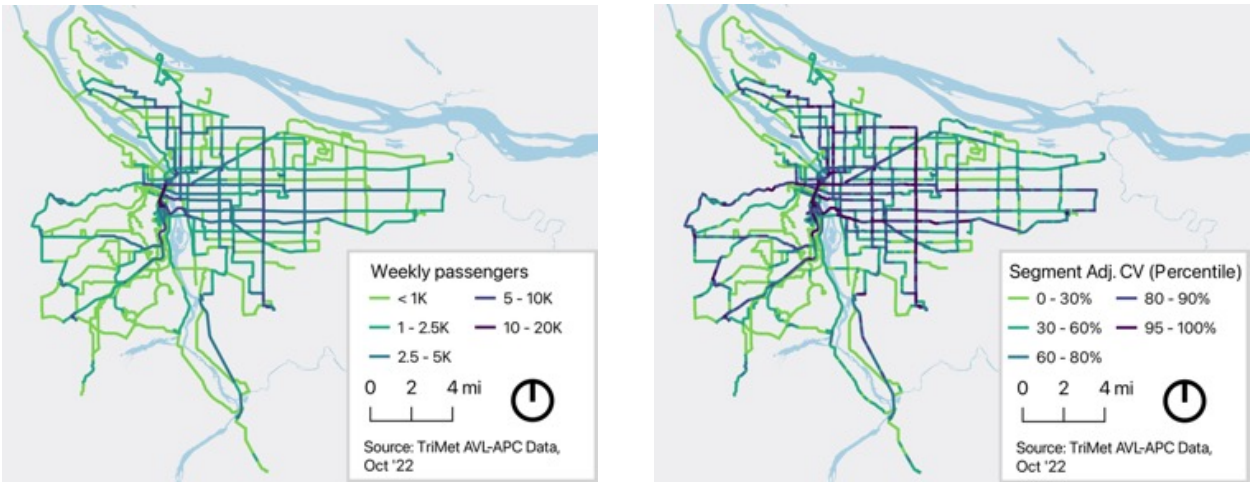 Weekly passengers
< 1K
5 - 10K
1 - 2.5K
10 - 20K
2.5 - 5K
0 2 4 mi
Source: TriMet AVL-APC Data,
Oct '22
Segment Adj. CV (Percentile)
0 - 30%
80 - 90%
30 - 60%
95 - 100%
60 - 80%
0 2 4 mi
Source: TriMet AVL-APC Data,
Oct '22